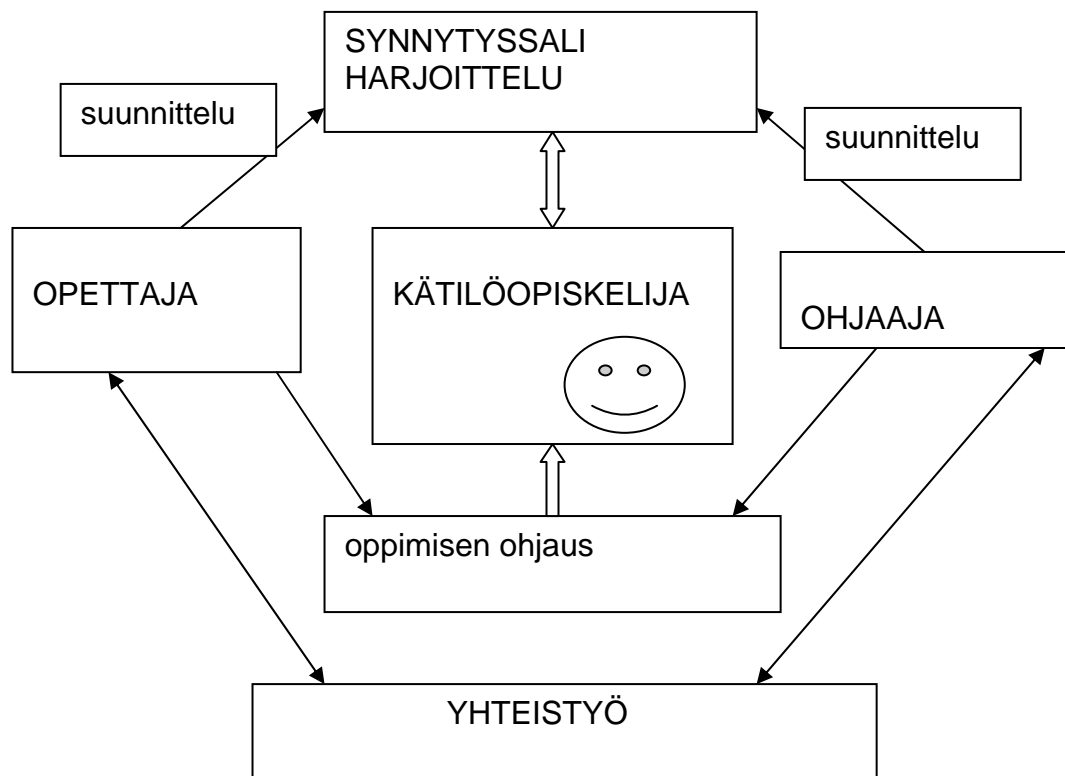 SYNNYTYSSALI
HARJOITTELU
suunnittelu
suunnittelu
OPETTAJA
KÄTILÖOPISKELIJA
OHJAAJA
oppimisen ohjaus
YHTEISTYÖ